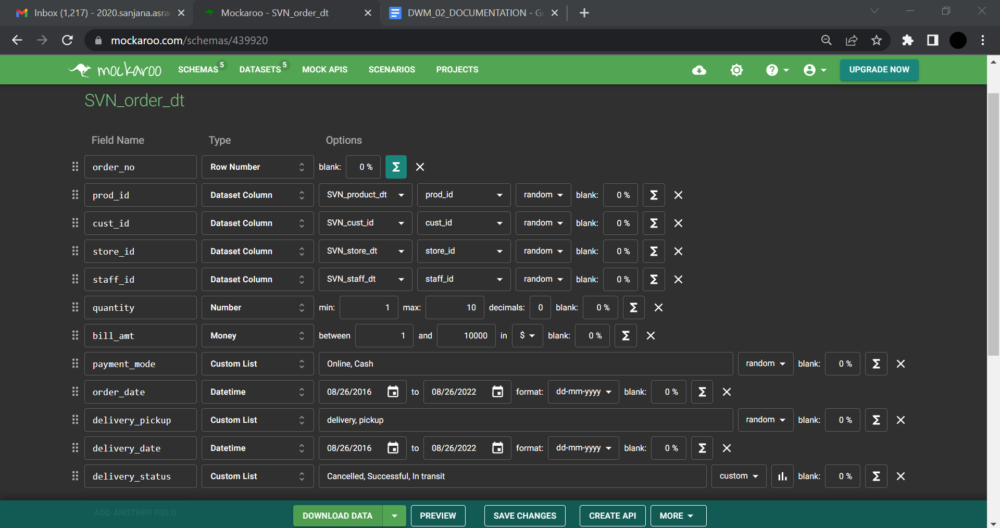 Inbox (1,217) - 2020.sanjana.asra
Mockaroo - SVN_order_dt
DWM_02_DOCUMENTATION - Go
mockaroo.com/schemas/439920
mockaroo SCHEMAS 5 DATASETS 5 MOCK APIS SCENARIOS PROJECTS UPGRADE NOW
SVN_order_dt
Field Name Type Options
order_no Row Number blank: 0 % Σ
prod_id Dataset Column SVN_product_dt prod_id random blank: 0 % Σ
cust_id Dataset Column SVN_cust_id cust_id random blank: 0 % Σ
store_id Dataset Column SVN_store_dt store_id random blank: 0 % Σ
staff_id Dataset Column SVN_staff_dt staff_id random blank: 0 % Σ
quantity Number min: 1 max: 10 decimals: 0 blank: 0 % Σ
bill_amt Money between 1 and 10000 in $ blank: 0 % Σ
payment_mode Custom List Online, Cash random blank: 0 % Σ
order_date Datetime 08/26/2016 to 08/26/2022 format: dd-mm-yyyy blank: 0 % Σ
delivery_pickup Custom List delivery, pickup random blank: 0 % Σ
delivery_date Datetime 08/26/2016 to 08/26/2022 format: dd-mm-yyyy blank: 0 % Σ
delivery_status Custom List Cancelled, Successful, In transit custom blank: 0 % Σ
ADD ANOTHER FIELD
DOWNLOAD DATA PREVIEW SAVE CHANGES CREATE API MORE